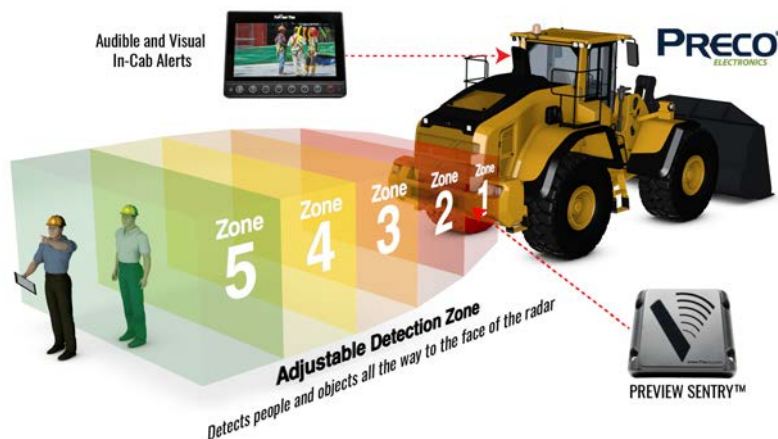 Audible and Visual
In-Cab Alerts
PRECO
ELECTRONICS
Zone
5
Zone
4
Zone
3
Zone
2
Zone
1
Adjustable Detection Zone
Detects people and objects all the way to the face of the radar
PREVIEW SENTRY™